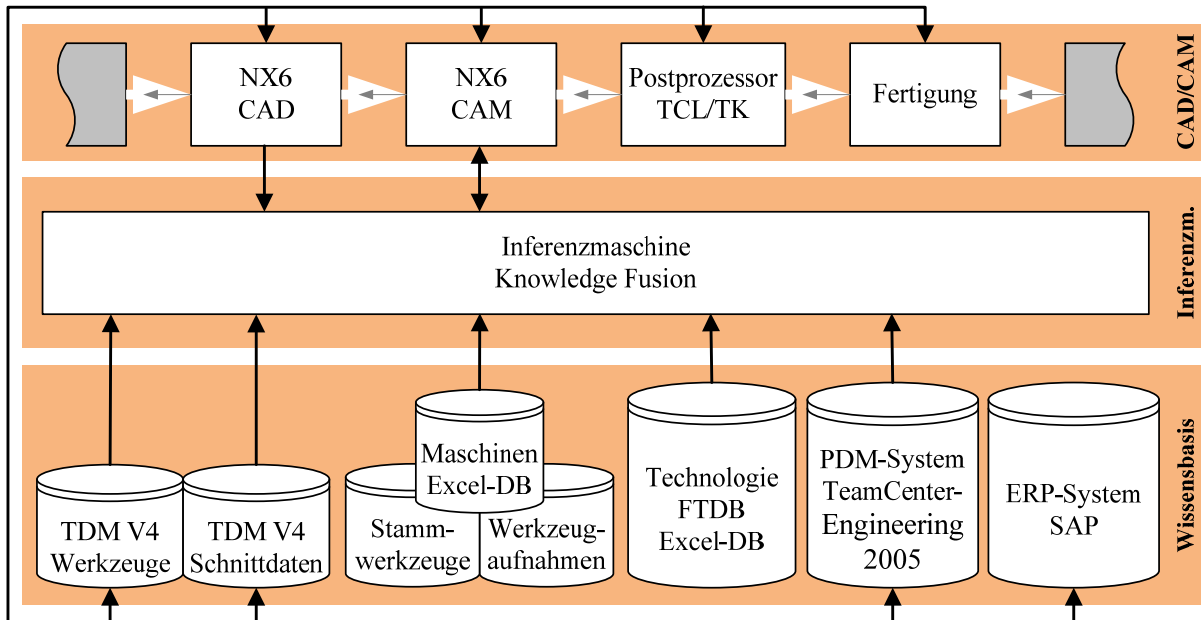 NX6
CAD
NX6
CAM
Postprozessor
TCL/TK
Fertigung
CAD/CAM
Inferenzmaschine
Knowledge Fusion
Inferenzm.
TDM V4
Werkzeuge
TDM V4
Schnittdaten
Maschinen
Excel-DB
Stamm-
werkzeuge
Werkzeug-
aufnahmen
Technologie
FTDB
Excel-DB
PDM-System
TeamCenter-
Engineering
2005
ERP-System
SAP
Wissensbasis